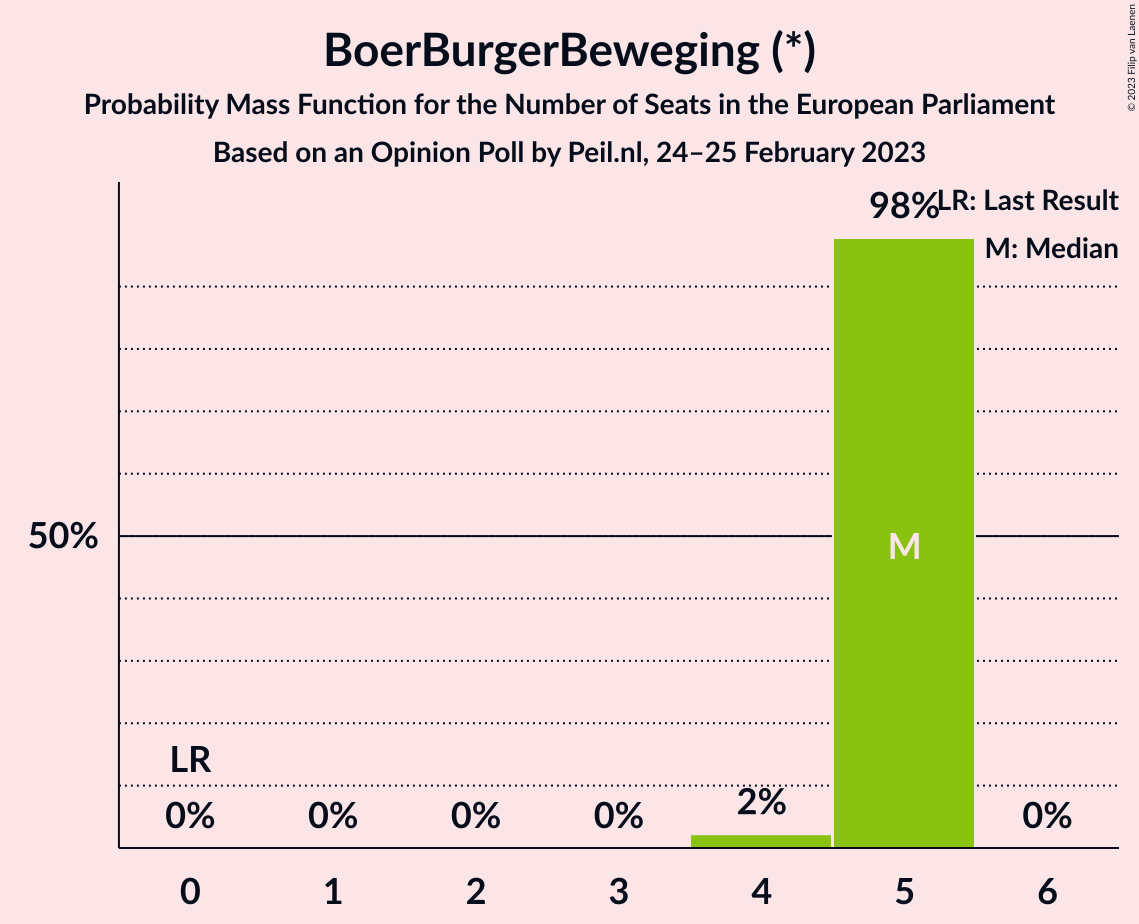 BoerBurgerBeweging (*)
Probability Mass Function for the Number of Seats in the European Parliament
Based on an Opinion Poll by Peil.nl, 24–25 February 2023
© 2023 Filip van Laenen
98%
LR: Last Result
M: Median
50%
M
LR
0%
0%
0%
0%
2%
0%
0
1
2
3
4
5
6